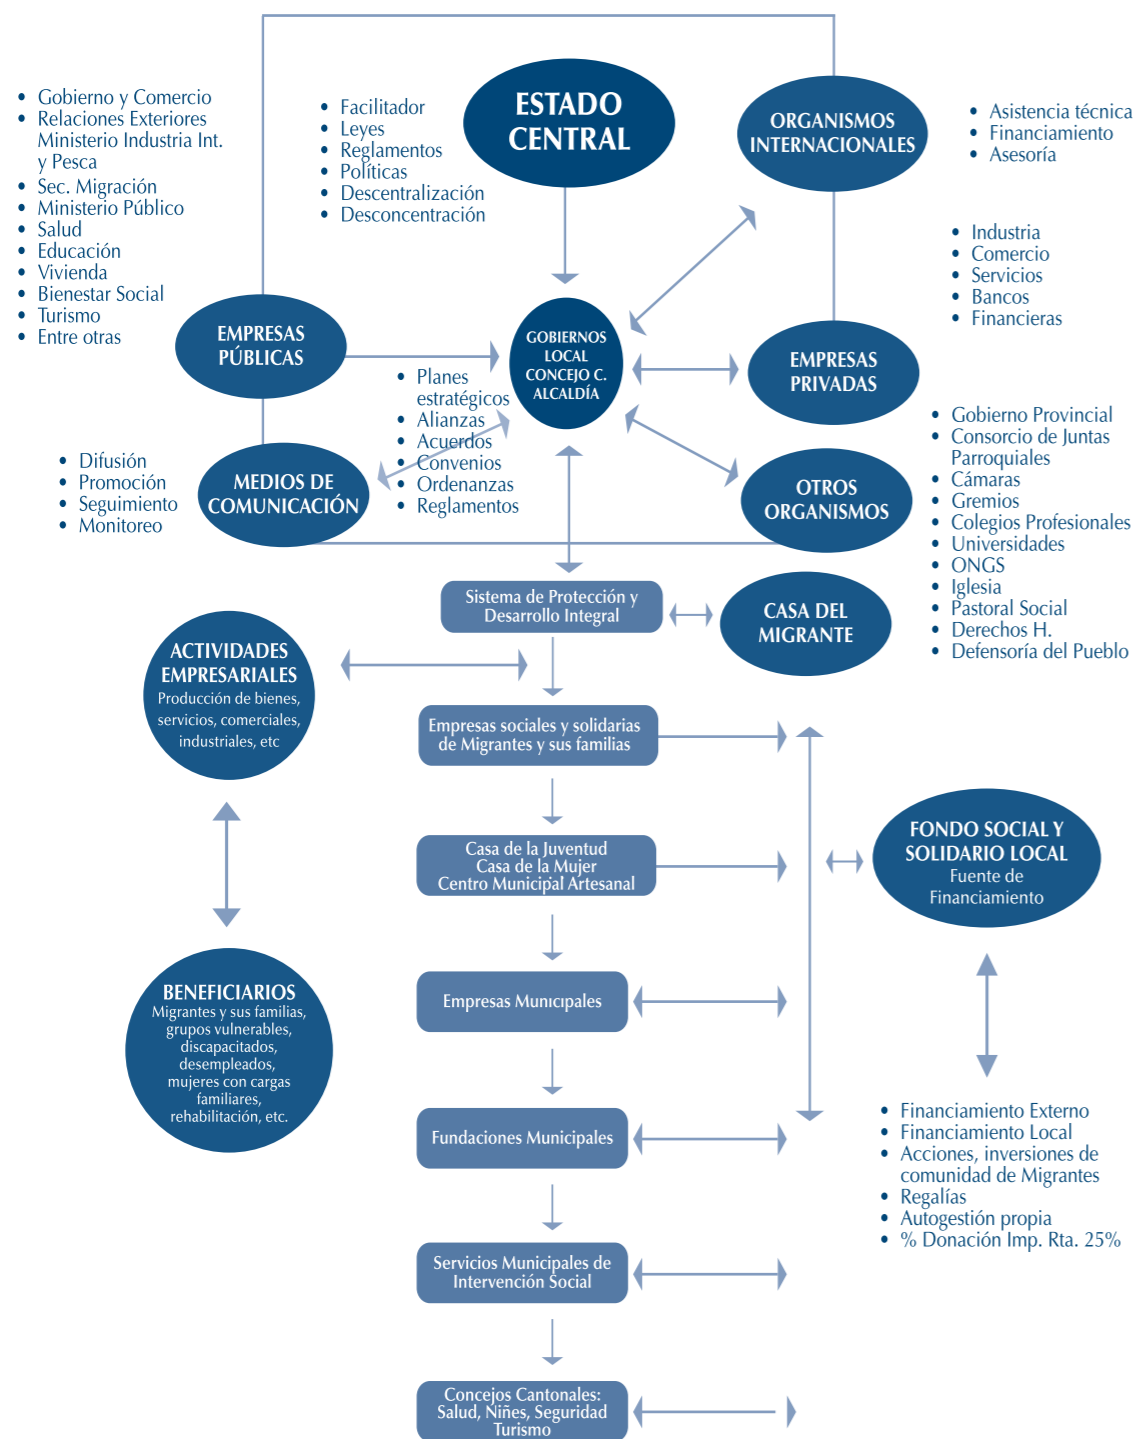 • Gobierno y Comercio
• Relaciones Exteriores
Ministerio Industria Int.
y Pesca
• Sec. Migración
• Ministerio Público
• Salud
• Educación
• Vivienda
• Bienestar Social
• Turismo
• Entre otras
• Facilitador
• Leyes
• Reglamentos
• Políticas
• Descentralización
• Desconcentración
ESTADO
CENTRAL
ORGANISMOS
INTERNACIONALES
• Asistencia técnica
• Financiamiento
• Asesoría
• Industria
• Comercio
• Servicios
• Bancos
• Financieras
EMPRESAS
PÚBLICAS
GOBIERNOS
LOCAL
CONCEJO C.
ALCALDÍA
EMPRESAS
PRIVADAS
• Planes
estratégicos
• Alianzas
• Acuerdos
• Convenios
• Ordenanzas
• Reglamentos
• Difusión
• Promoción
• Seguimiento
• Monitoreo
MEDIOS DE
COMUNICACIÓN
OTROS
ORGANISMOS
• Gobierno Provincial
• Consorcio de Juntas
Parroquiales
• Cámaras
• Gremios
• Colegios Profesionales
• Universidades
• ONGS
• Iglesia
• Pastoral Social
• Derechos H.
• Defensoría del Pueblo
Sistema de Protección y
Desarrollo Integral
CASA DEL
MIGRANTE
ACTIVIDADES
EMPRESARIALES
Producción de bienes,
servicios, comerciales,
industriales, etc
Empresas sociales y solidarias
de Migrantes y sus familias
Casa de la Juventud
Casa de la Mujer
Centro Municipal Artesanal
FONDO SOCIAL Y
SOLIDARIO LOCAL
Fuente de
Financiamiento
BENEFICIARIOS
Migrantes y sus familias,
grupos vulnerables,
discapacitados,
desempleados,
mujeres con cargas
familiares,
rehabilitación, etc.
Empresas Municipales
Fundaciones Municipales
• Financiamiento Externo
• Financiamiento Local
• Acciones, inversiones de
comunidad de Migrantes
• Regalías
• Autogestión propia
• % Donación Imp. Rta. 25%
Servicios Municipales de
Intervención Social
Concejos Cantonales:
Salud, Niñes, Seguridad
Turismo